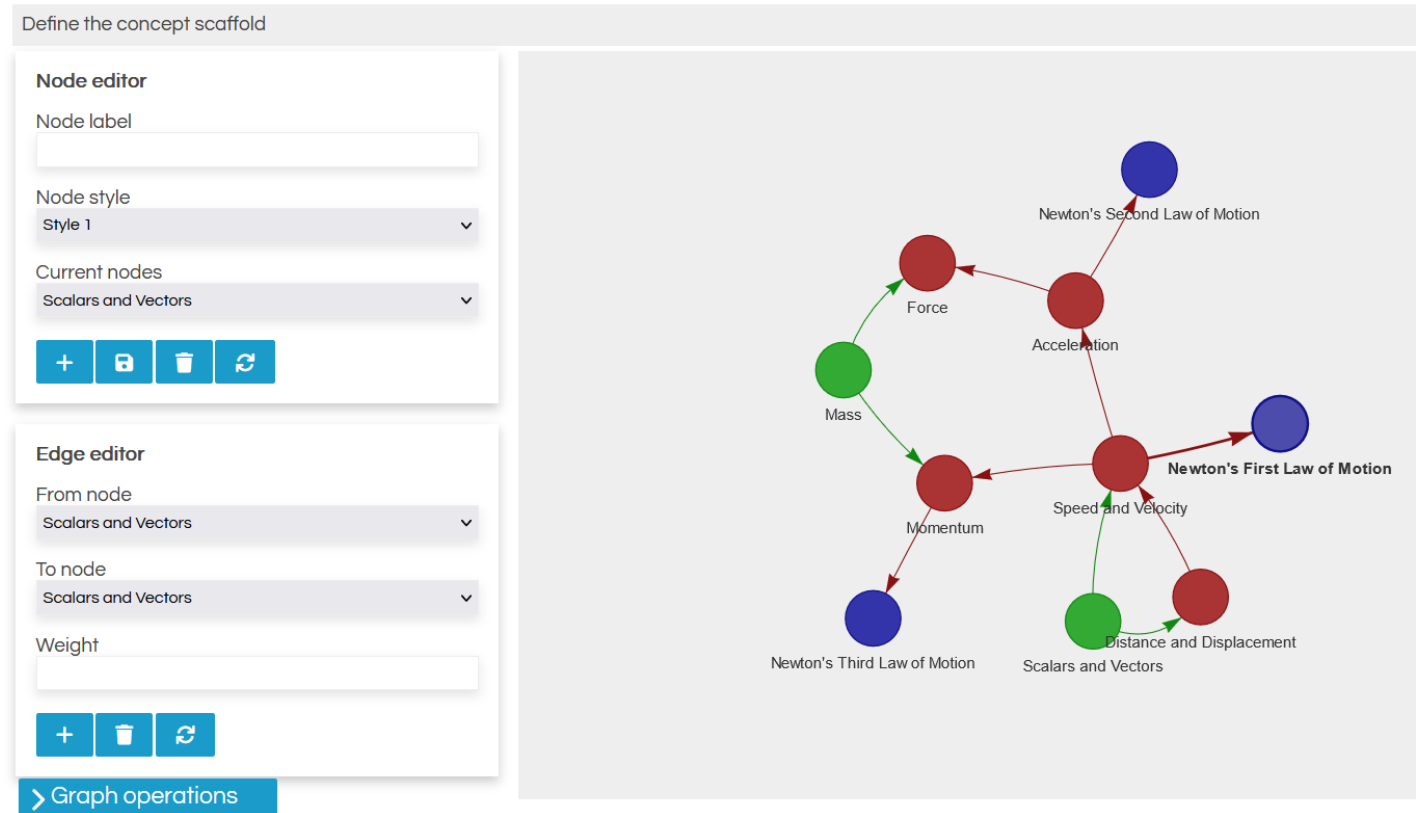 Define the concept scaffold
Node editor
Node label
Node style
Style 1
Current nodes
Scalars and Vectors
Edge editor
From node
Scalars and Vectors
To node
Scalars and Vectors
Weight
Graph operations
Newton's Second Law of Motion
Force
Acceleration
Mass
Newton's First Law of Motion
Speed and Velocity
Momentum
Distance and Displacement
Newton's Third Law of Motion
Scalars and Vectors